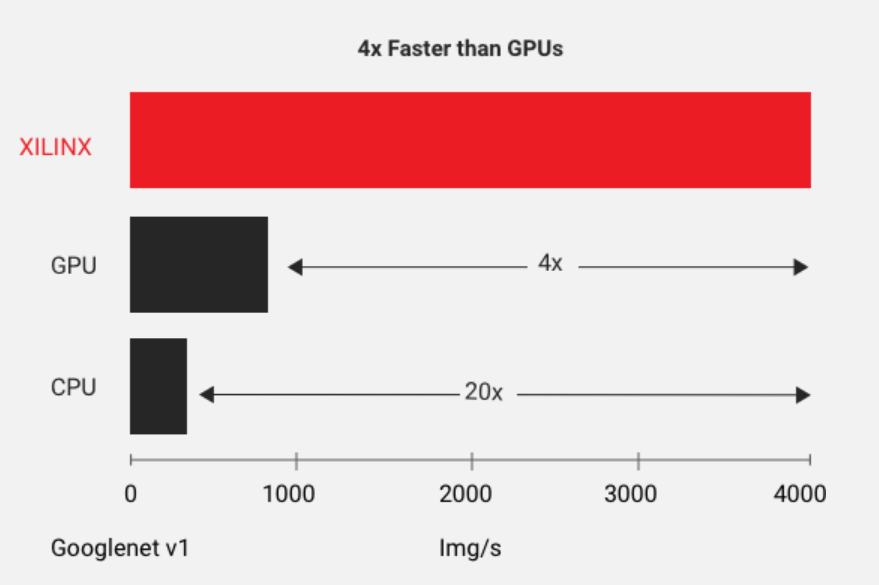 4x Faster than GPUs
XILINX
GPU
4x
CPU
20x
0 1000 2000 3000 4000
Googlenet v1 Img/s